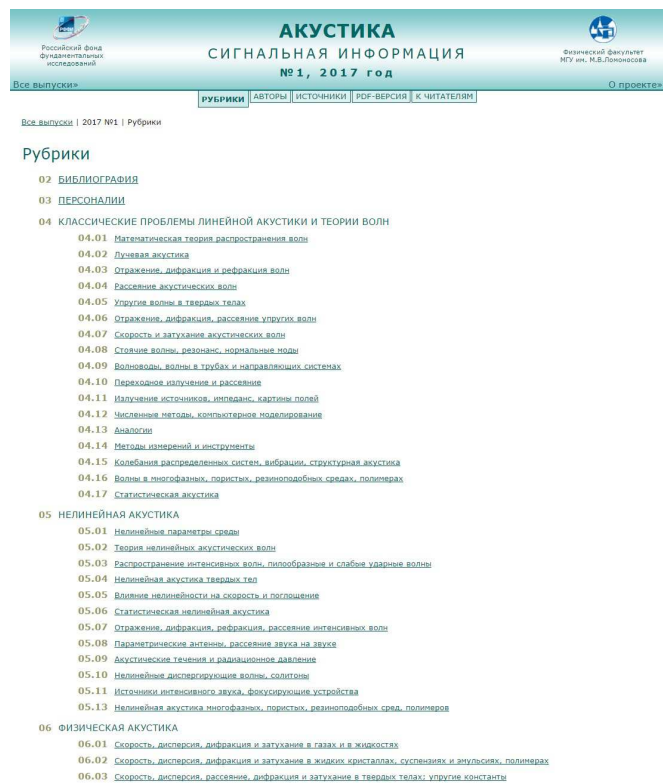 АКУСТИКА
СИГНАЛЬНАЯ ИНФОРМАЦИЯ
№1, 2017 год
РФФИ
Российский фонд
фундаментальных
исследований
Физический факультет
МГУ им. М.В.Ломоносова
Все выпуски»
О проекте»
РУБРИКИ АВТОРЫ ИСТОЧНИКИ PDF-ВЕРСИЯ К ЧИТАТЕЛЯМ
Все выпуски | 2017 №1 | Рубрики
Рубрики
02 БИБЛИОГРАФИЯ
03 ПЕРСОНАЛИИ
04 КЛАССИЧЕСКИЕ ПРОБЛЕМЫ ЛИНЕЙНОЙ АКУСТИКИ И ТЕОРИИ ВОЛН
04.01 Математическая теория распространения волн
04.02 Лучевая акустика
04.03 Отражение, дифракция и рефракция волн
04.04 Рассеяние акустических волн
04.05 Упругие волны в твердых телах
04.06 Отражение, дифракция, рассеяние упругих волн
04.07 Скорость и затухание акустических волн
04.08 Стоячие волны, резонанс, нормальные моды
04.09 Волноводы, волны в трубах и направляющих системах
04.10 Переходное излучение и рассеяние
04.11 Излучение источников, импеданс, картины полей
04.12 Численные методы, компьютерное моделирование
04.13 Аналогии
04.14 Методы измерений и инструменты
04.15 Колебания распределенных систем, вибрации, структурная акустика
04.16 Волны в многофазных, пористых, резиноподобных средах, полимерах
04.17 Статистическая акустика
05 НЕЛИНЕЙНАЯ АКУСТИКА
05.01 Нелинейные параметры среды
05.02 Теория нелинейных акустических волн
05.03 Распространение интенсивных волн, пилообразные и слабые ударные волны
05.04 Нелинейная акустика твердых тел
05.05 Влияние нелинейности на скорость и поглощение
05.06 Статистическая нелинейная акустика
05.07 Отражение, дифракция, рефракция, рассеяние интенсивных волн
05.08 Параметрические антенны, рассеяние звука на звуке
05.09 Акустические течения и радиационное давление
05.10 Нелинейные диспергирующие волны, солитоны
05.11 Источники интенсивного звука, фокусирующие устройства
05.13 Нелинейная акустика многофазных, пористых, резиноподобных сред, полимеров
06 ФИЗИЧЕСКАЯ АКУСТИКА
06.01 Скорость, дисперсия, дифракция и затухание в газах и в жидкостях
06.02 Скорость, дисперсия, дифракция и затухание в жидких кристаллах, суспензиях и эмульсиях, полимерах
06.03 Скорость, дисперсия, рассеяние, дифракция и затухание в твердых телах; упругие константы